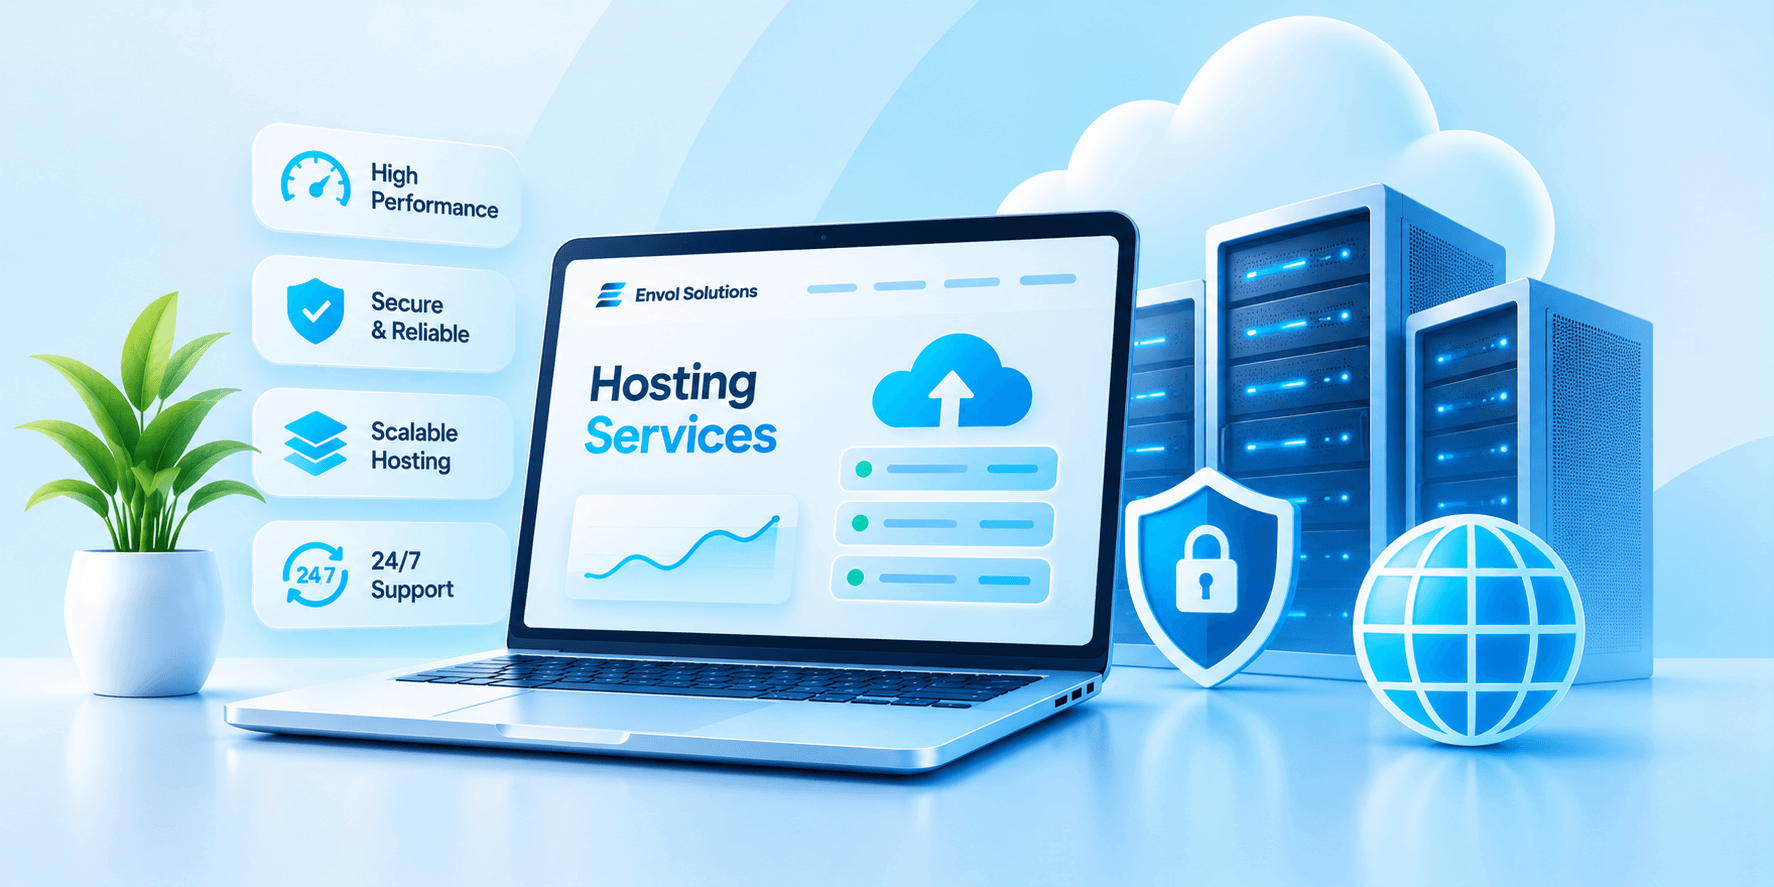 High
Performance
Secure
& Reliable
Scalable
Hosting
247
24/7
Support
Envol Solutions
Hosting
Services